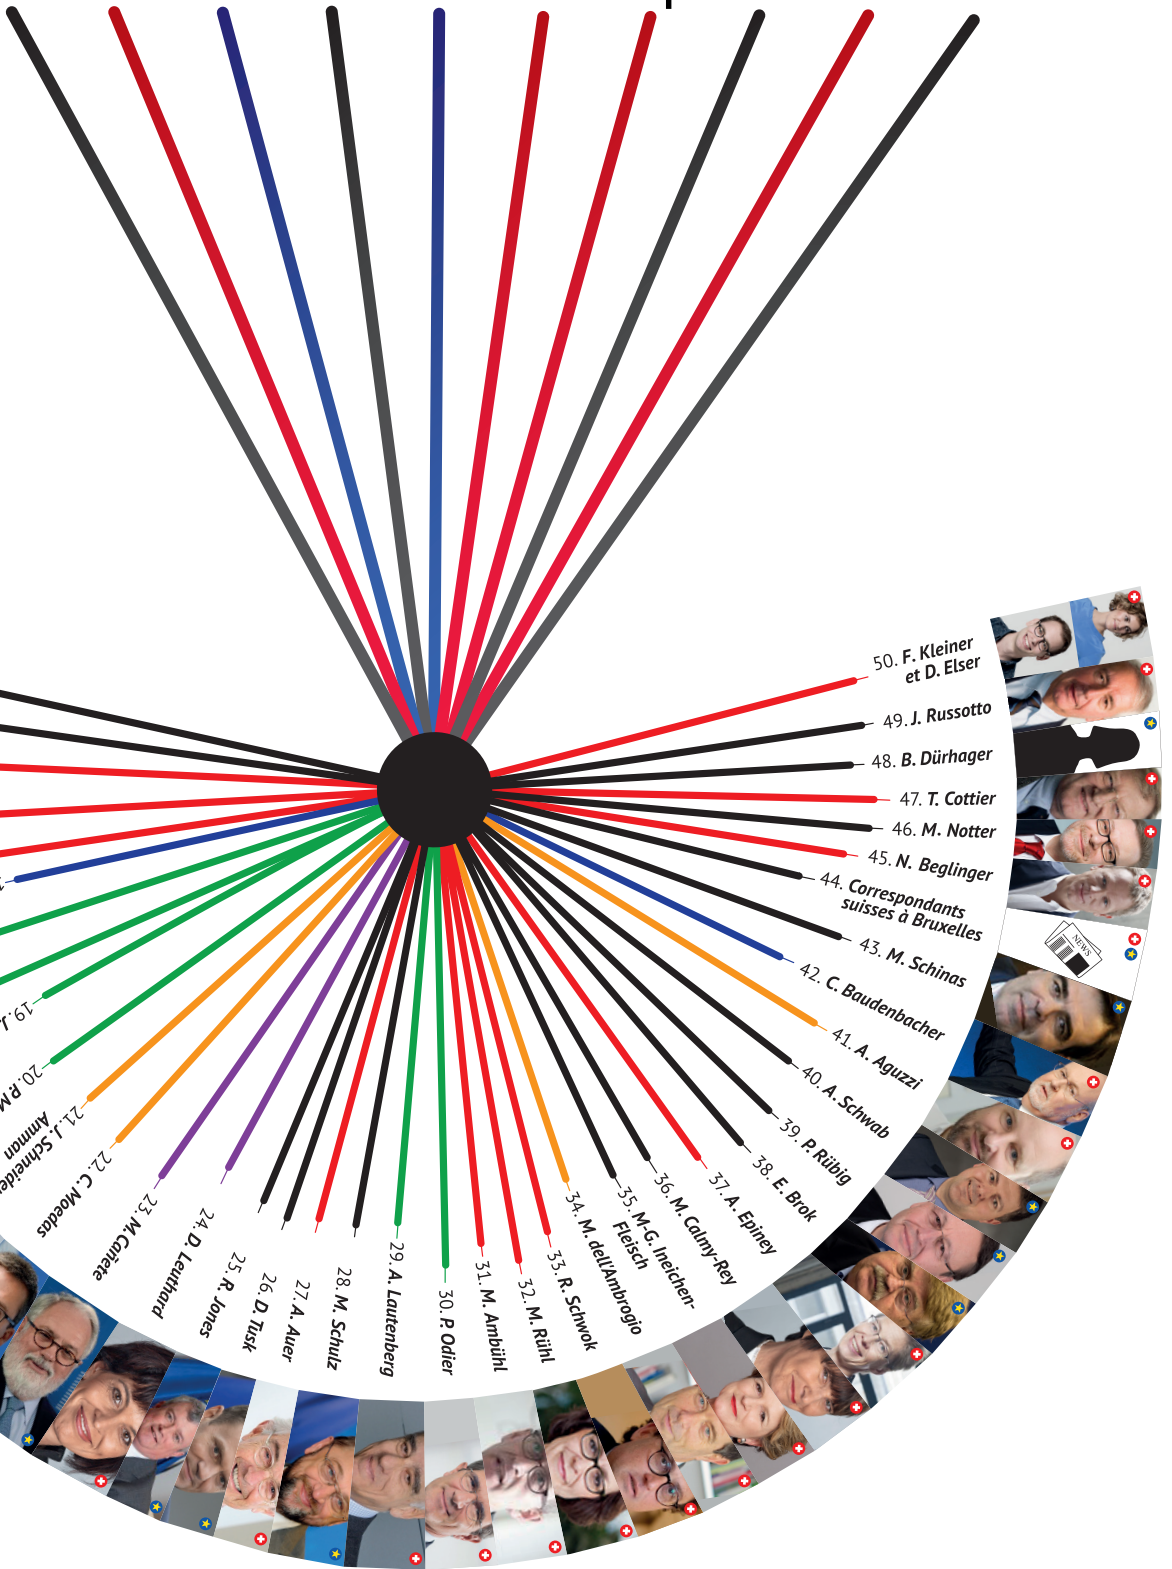 50. F. Kleiner
et D. Elser
49. J. Russotto
48. B. Dürhager
47. T. Cottier
46. M. Notter
45. N. Beglinger
44. Correspondants
suisses à Bruxelles
43. M. Schinas
42. C. Baudenbacher
41. A. Aguzzi
40. A. Schwab
39. P. Rübig
38. E. Brok
37. A. Epiney
36. M. Calmy-Rey
35. M-G. Ineichen-
Fleisch
34. M. dell'Ambrogio
33. R. Schwok
32. M. Rühl
31. M. Ambühl
30. P. Odier
29. A. Lautenberg
28. M. Schulz
27. A. Auer
26. D. Tusk
25. R. Jones
24. D. Leuthard
23. M. Cañete
22. C. Moedas
21. J. Schneider
Amman
20. P. M
19. J.
NEWS